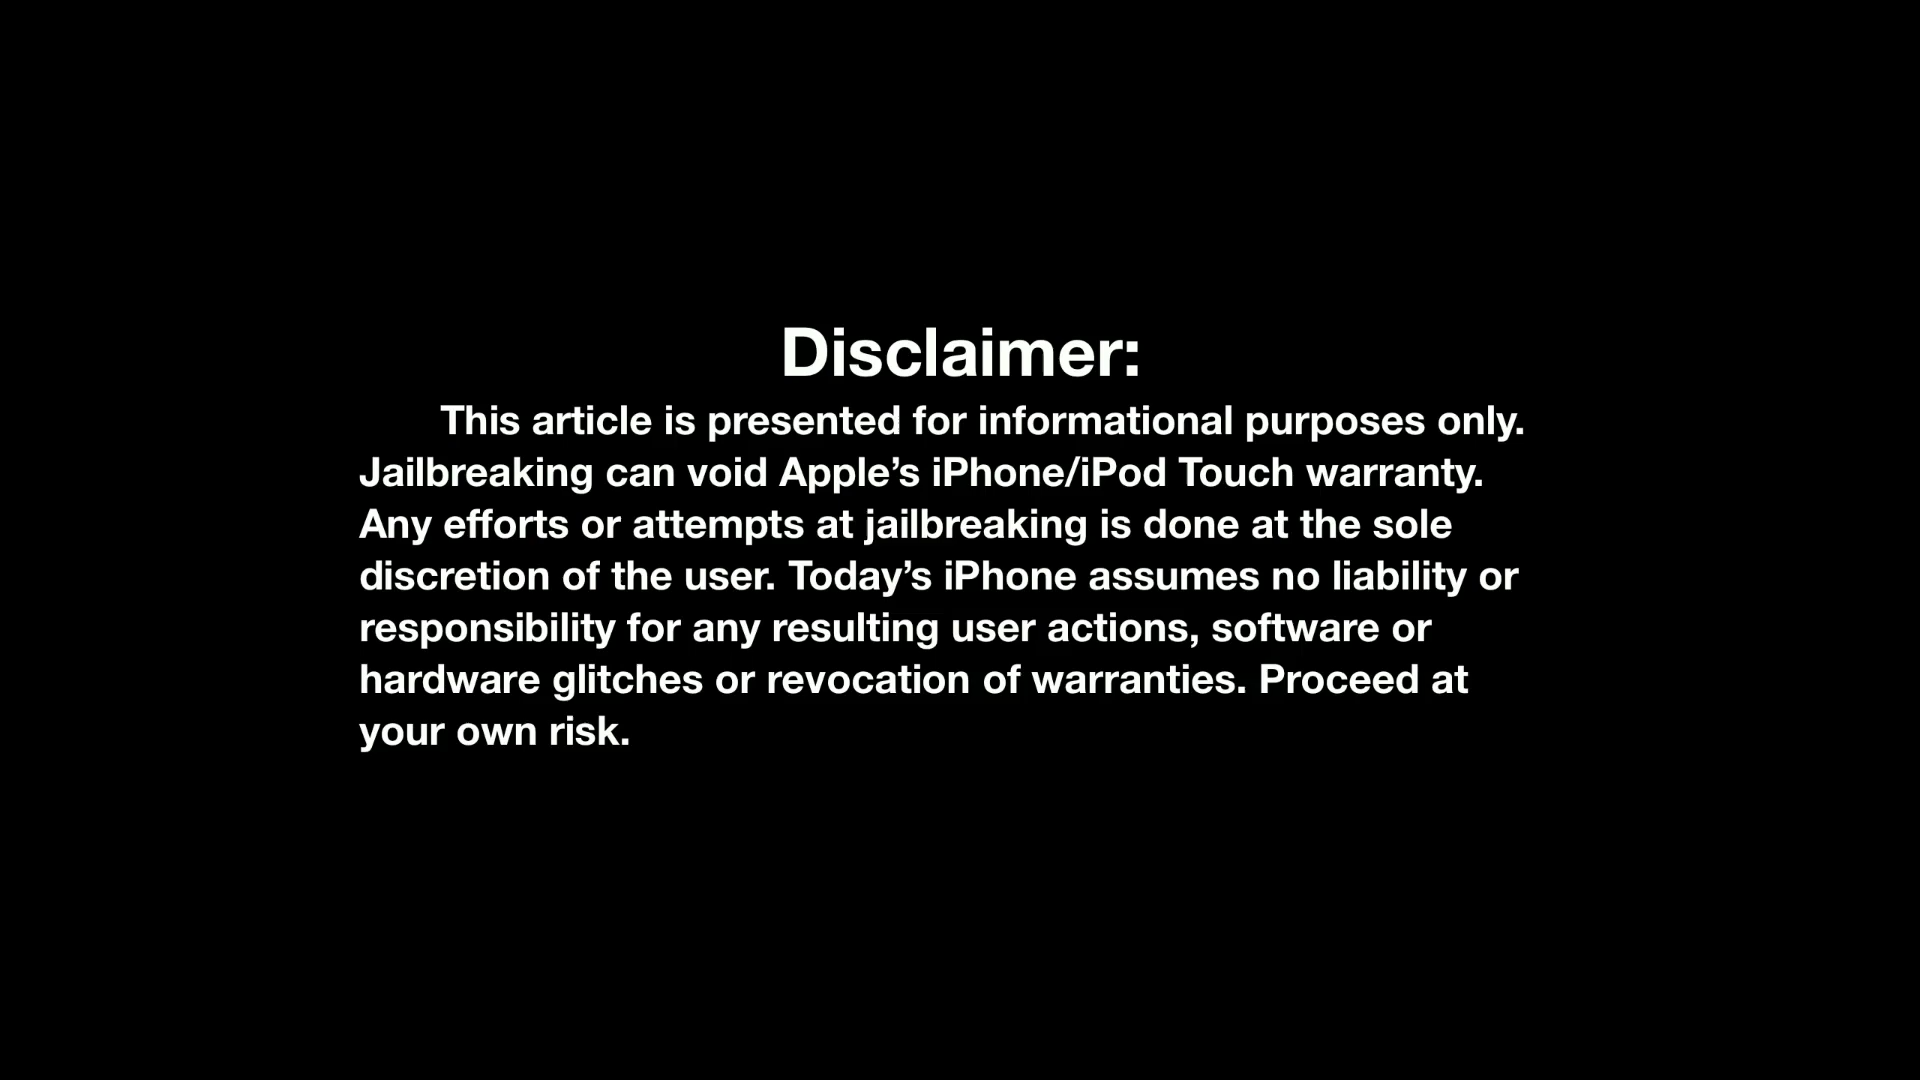 Disclaimer:
This article is presented for informational purposes only.
Jailbreaking can void Apple’s iPhone/iPod Touch warranty.
Any efforts or attempts at jailbreaking is done at the sole
discretion of the user. Today’s iPhone assumes no liability or
responsibility for any resulting user actions, software or
hardware glitches or revocation of warranties. Proceed at
your own risk.